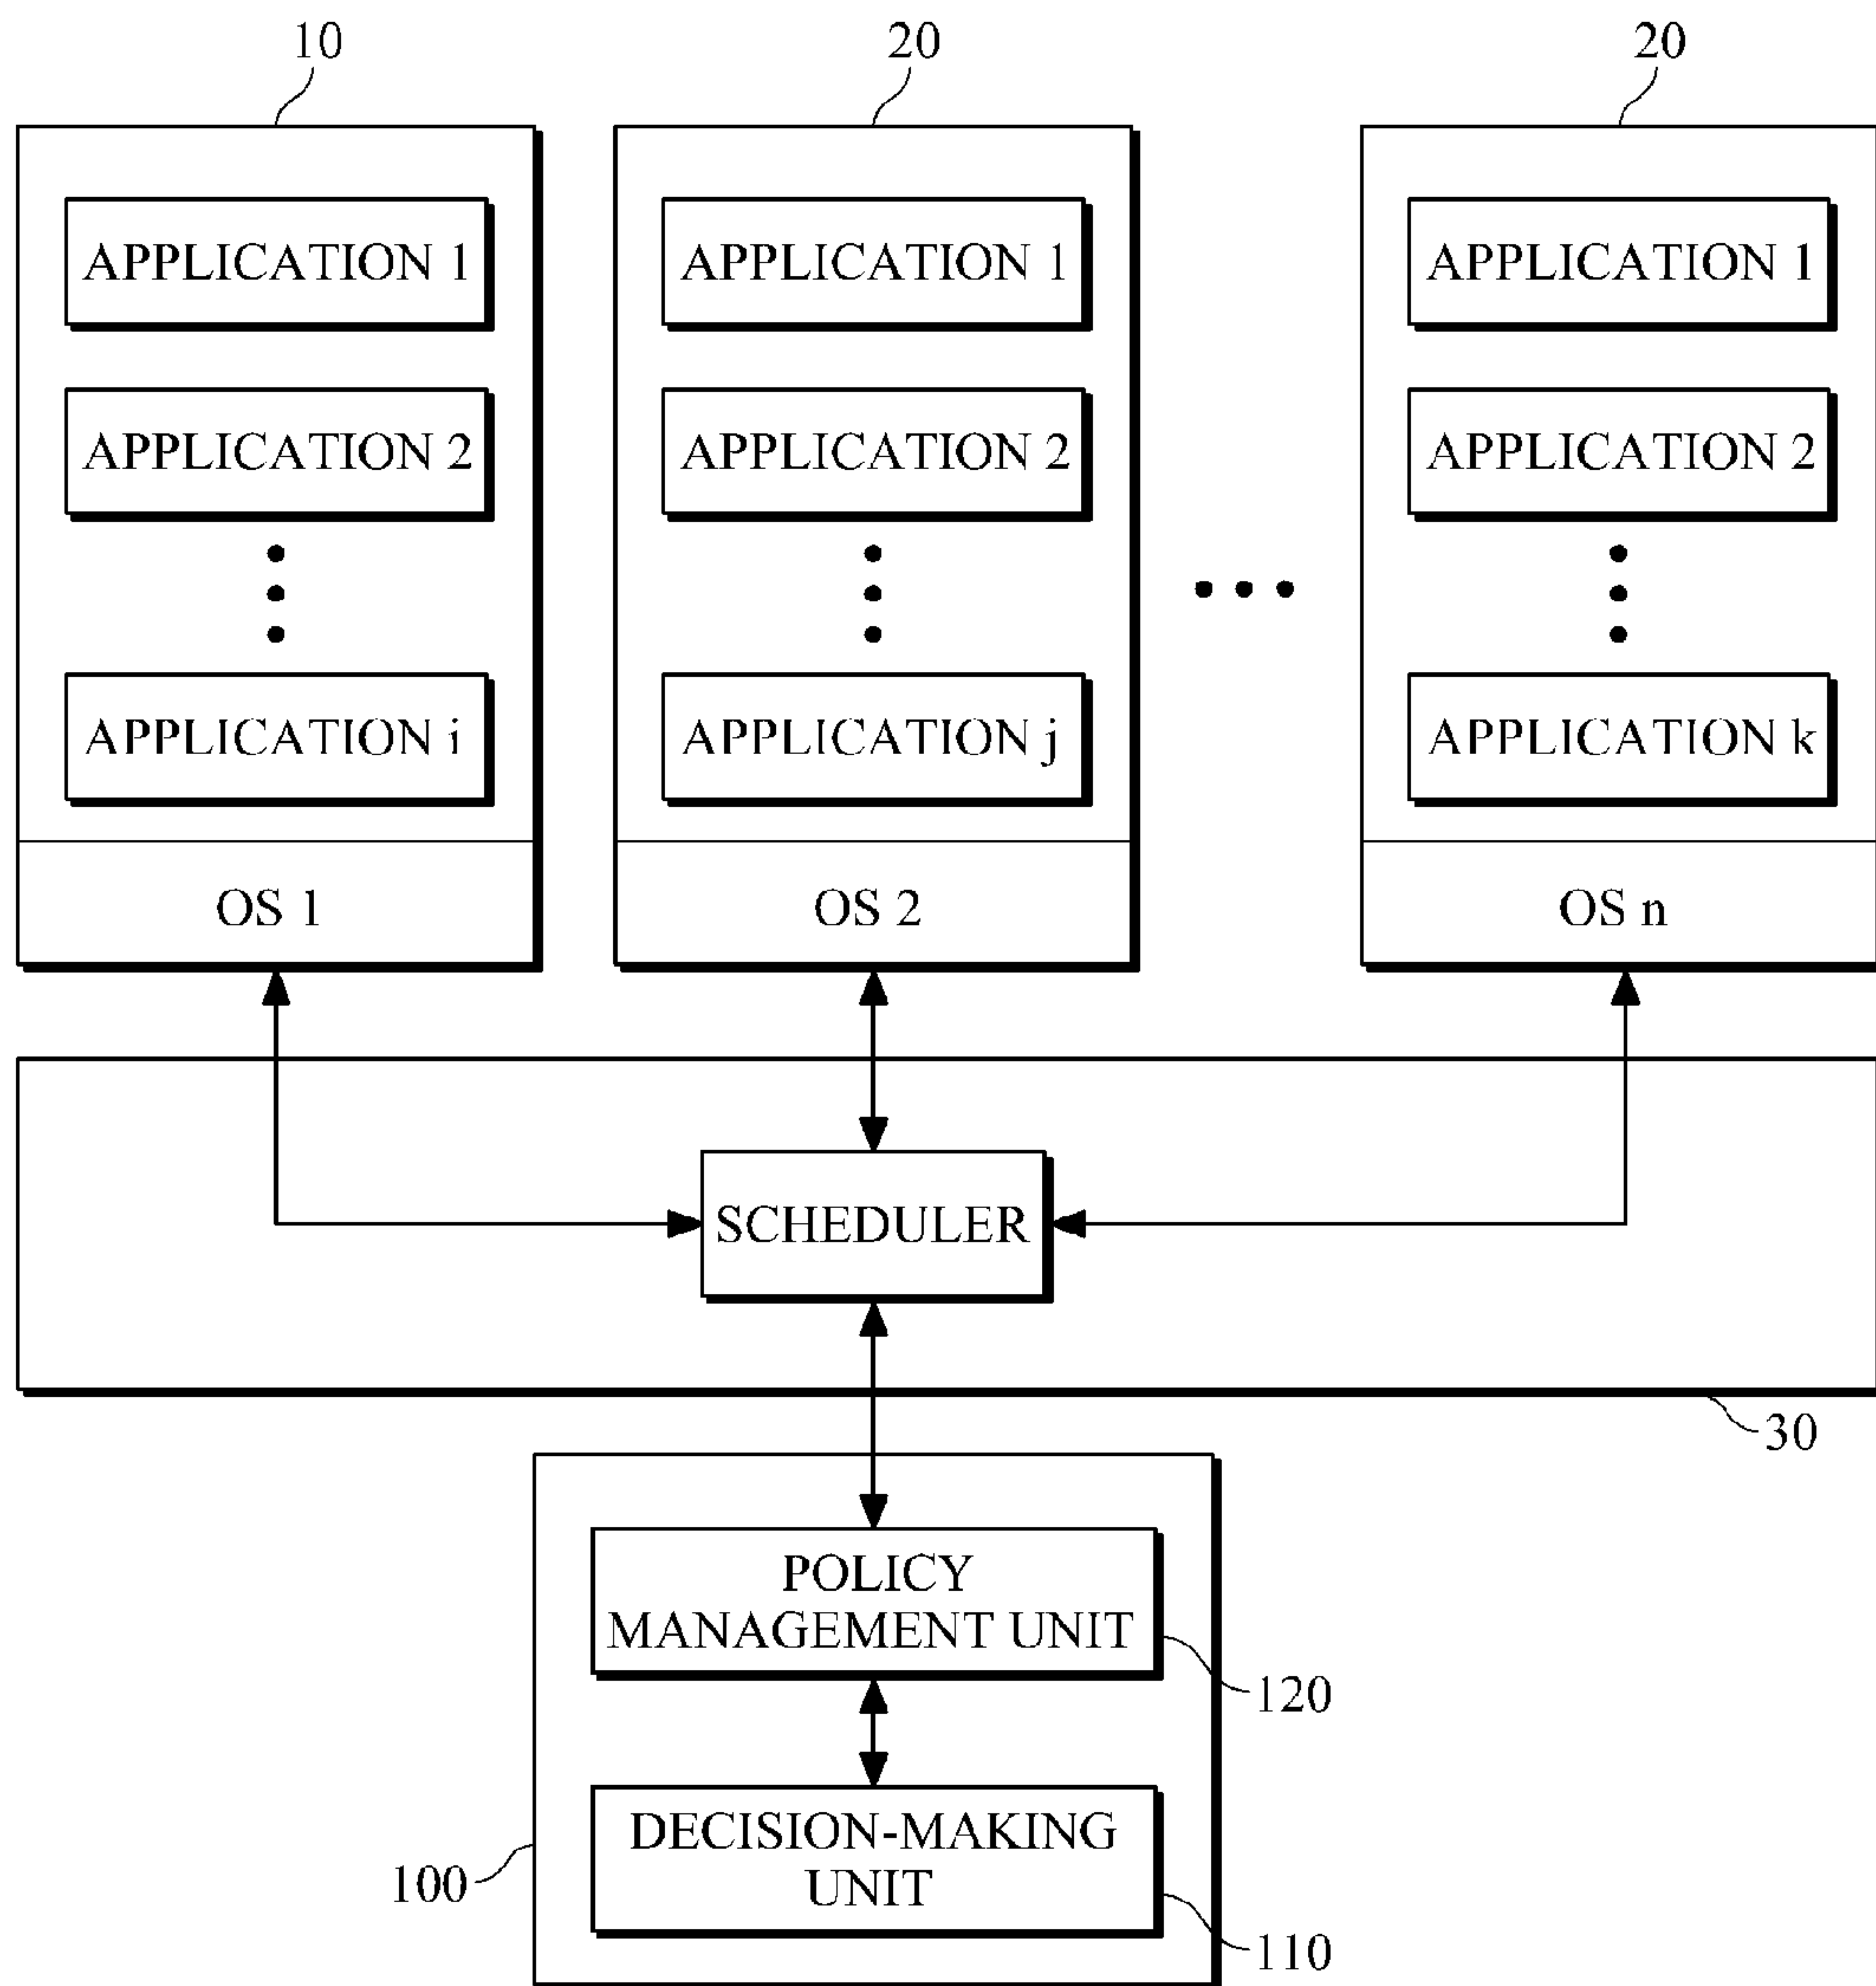 10
20
20
APPLICATION 1
APPLICATION 1
APPLICATION 1
APPLICATION 2
APPLICATION 2
APPLICATION 2
APPLICATION i
APPLICATION j
APPLICATION k
OS 1
OS 2
OS n
SCHEDULER
30
POLICY
MANAGEMENT UNIT
120
DECISION-MAKING
UNIT
100
110